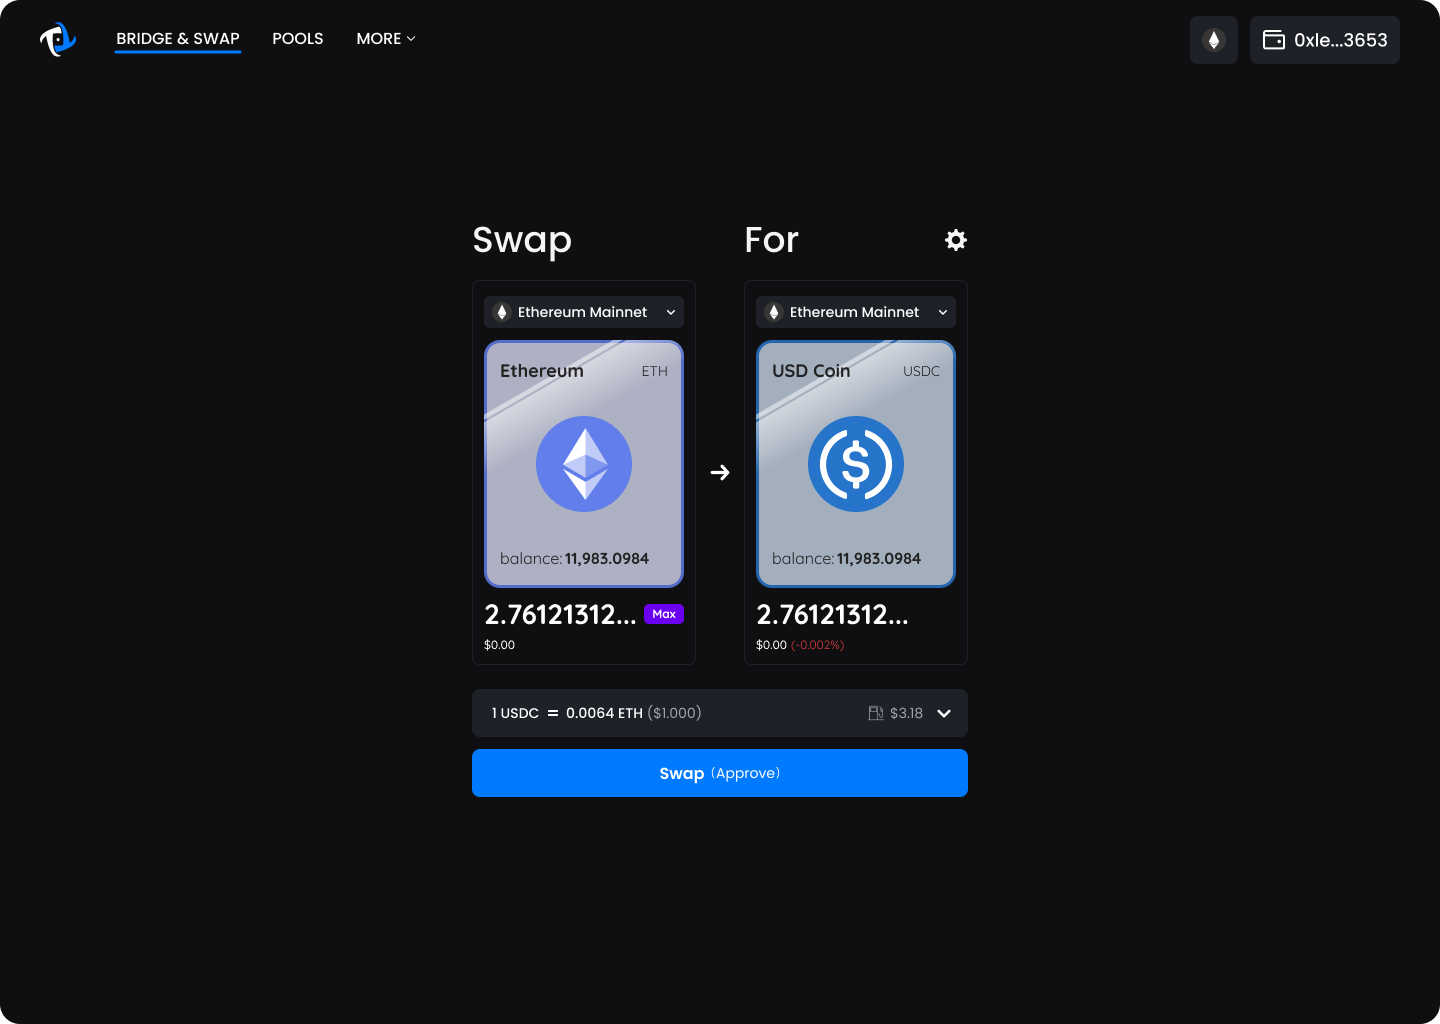 BRIDGE & SWAP POOLS MORE 0xle...3653
Swap For
Ethereum Mainnet Ethereum Mainnet
Ethereum ETH USD Coin USDC
balance: 11,983.0984 balance: 11,983.0984
2.76121312... Max 2.76121312...
$0.00 $0.00 (-0.002%)
1 USDC = 0.0064 ETH ($1.000) $3.18
Swap (Approve)